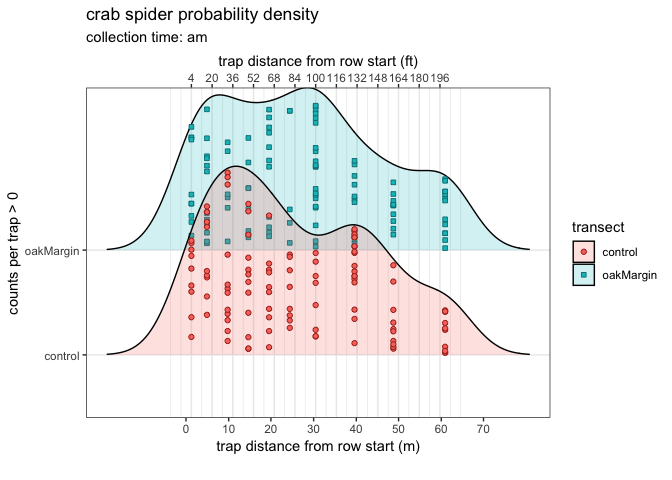 crab spider probability density
collection time: am
trap distance from row start (ft)
4 20 36 52 68 84 100 116 132 148 164 180 196
counts per trap > 0
oakMargin
control
0 10 20 30 40 50 60 70
trap distance from row start (m)
transect
control
oakMargin